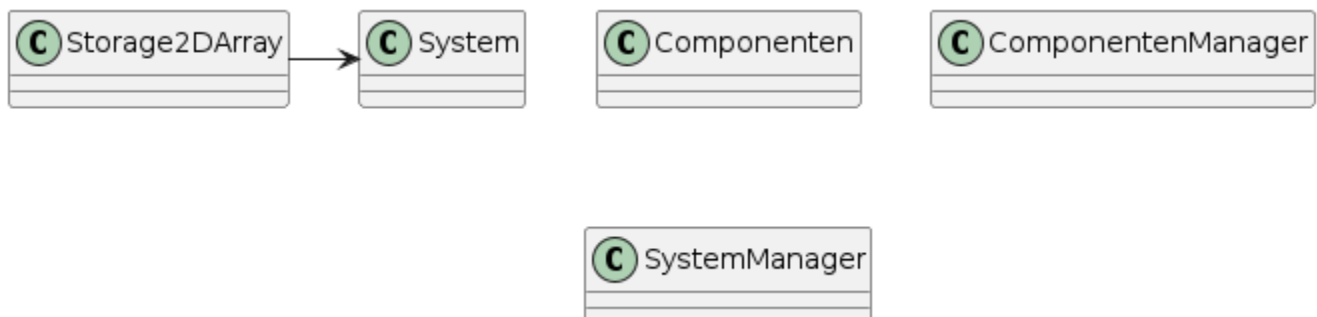 C Storage2DArray
C System
C Componenten
C ComponentenManager
C SystemManager